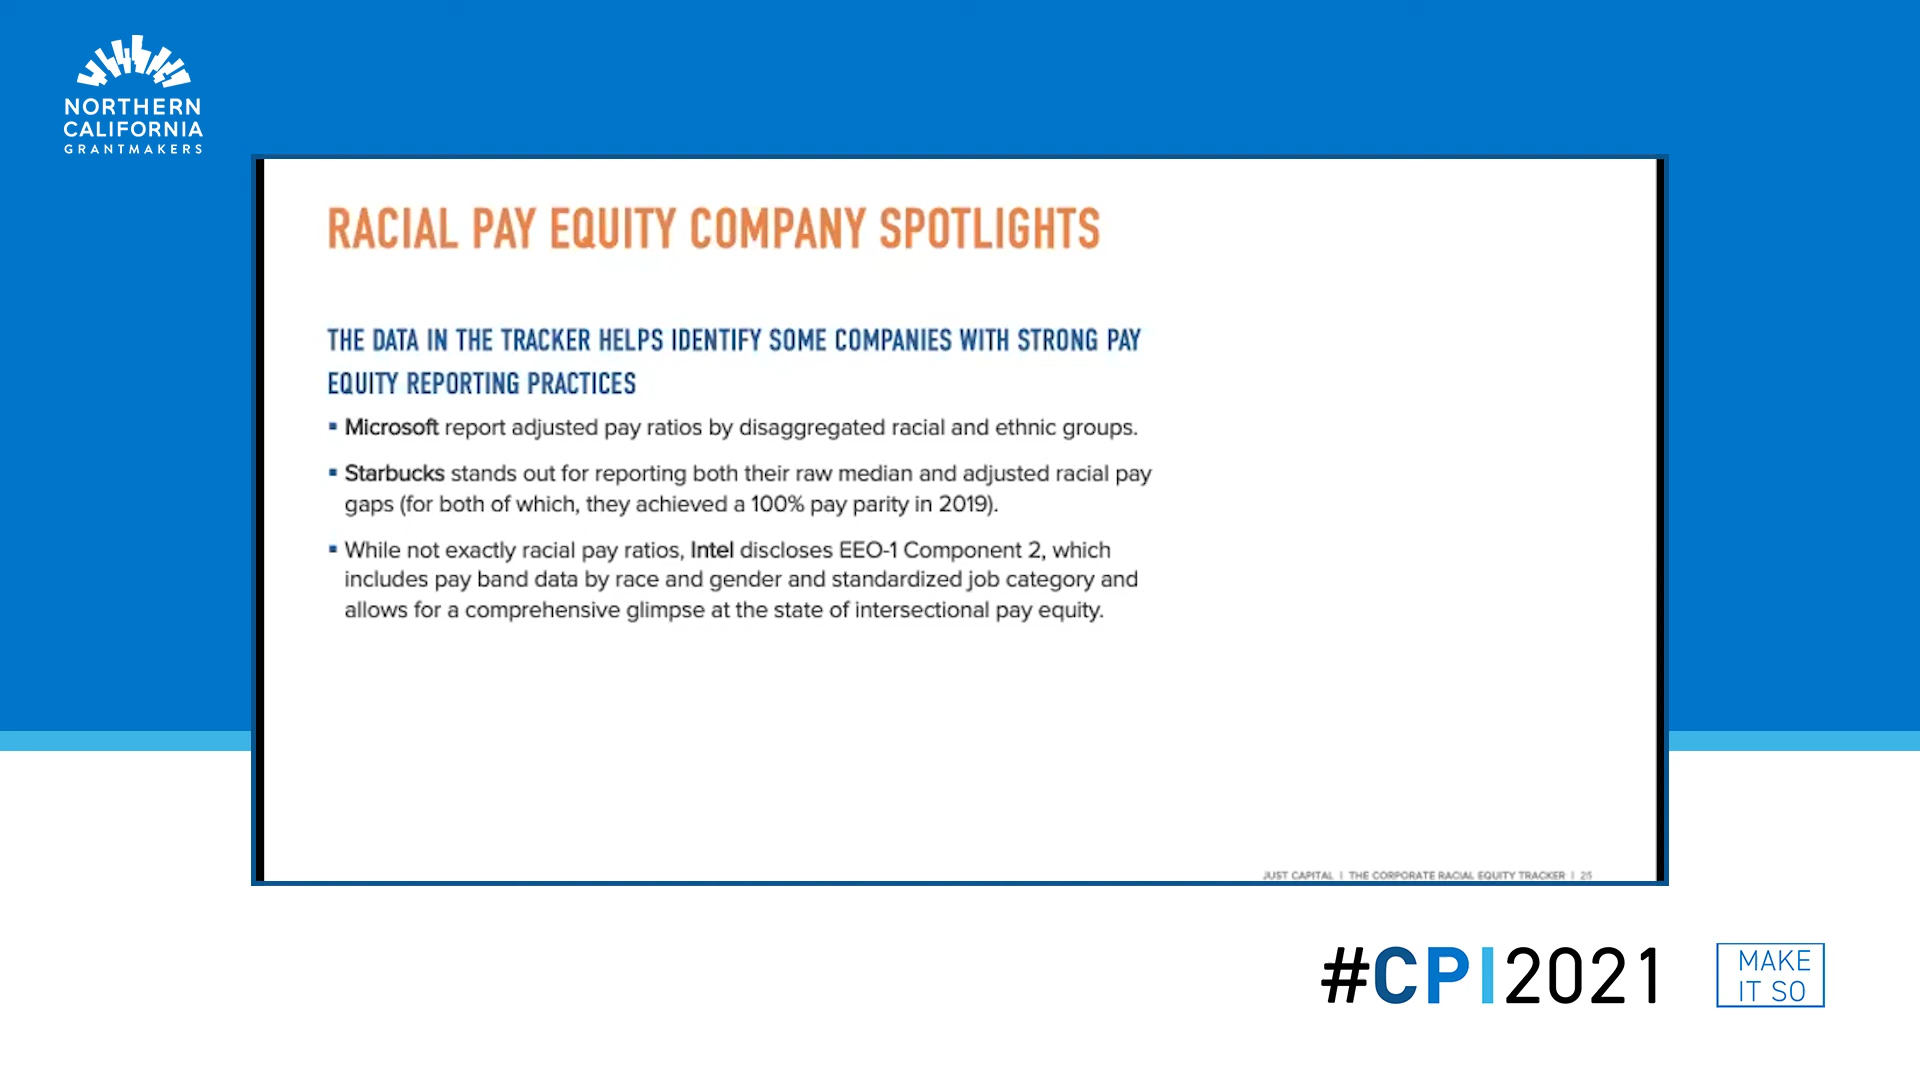 NORTHERN
CALIFORNIA
GRANTMAKERS
RACIAL PAY EQUITY COMPANY SPOTLIGHTS
THE DATA IN THE TRACKER HELPS IDENTIFY SOME COMPANIES WITH STRONG PAY
EQUITY REPORTING PRACTICES
▪ Microsoft report adjusted pay ratios by disaggregated racial and ethnic groups.
▪ Starbucks stands out for reporting both their raw median and adjusted racial pay
gaps (for both of which, they achieved a 100% pay parity in 2019).
▪ While not exactly racial pay ratios, Intel discloses EEO-1 Component 2, which
includes pay band data by race and gender and standardized job category and
allows for a comprehensive glimpse at the state of intersectional pay equity.
JUST CAPITAL | THE CORPORATE RACIAL EQUITY TRACKER | 25
#CPI2021
MAKE
IT SO